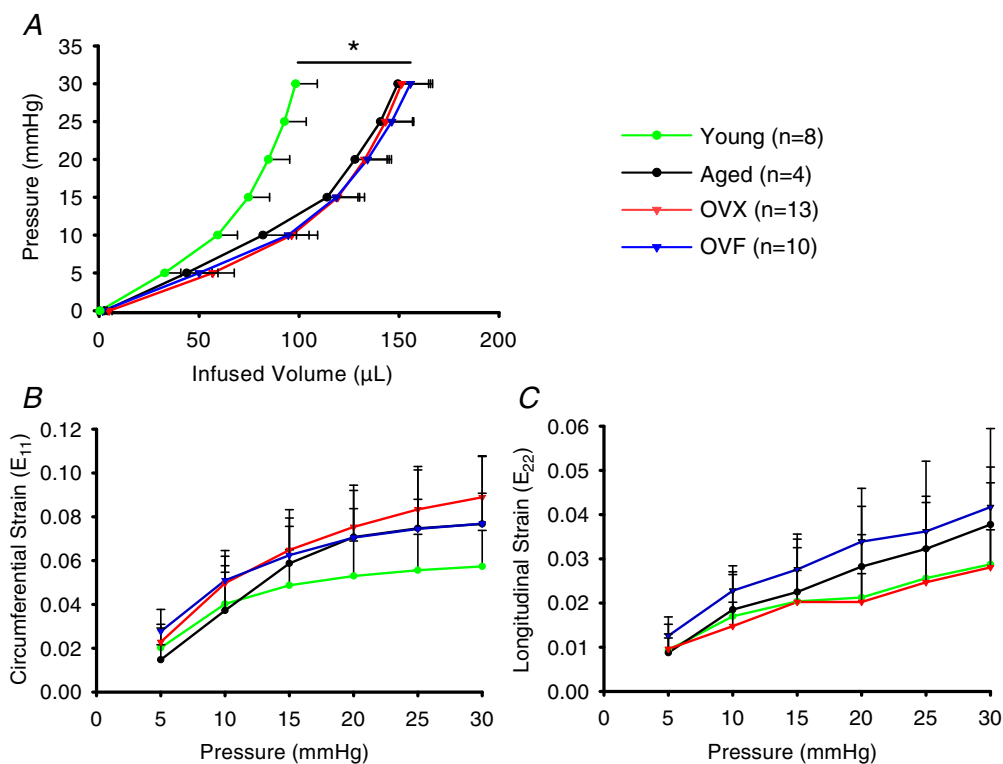 A
*
35
30
25
20
15
10
5
0
Pressure (mmHg)
0 50 100 150 200
Infused Volume (µL)
Young (n=8)
Aged (n=4)
OVX (n=13)
OVF (n=10)
B
0.12
0.10
0.08
0.06
0.04
0.02
0.00
Circumferential Strain (E11)
0 5 10 15 20 25 30
Pressure (mmHg)
C
0.06
0.05
0.04
0.03
0.02
0.01
0.00
Longitudinal Strain (E22)
0 5 10 15 20 25 30
Pressure (mmHg)